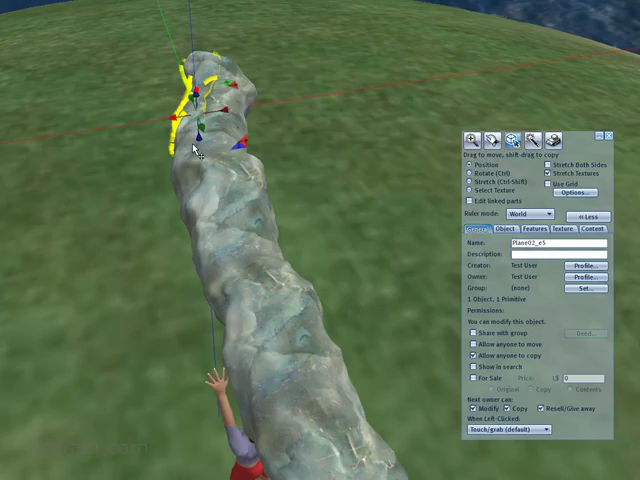 Drag to move, shift-drag to copy
Position
Rotate (Ctrl)
Stretch (Ctrl-Shift)
Select Texture
Edit linked parts
Stretch Both Sides
Stretch Textures
Use Grid
Options...
Ruler mode: World
<< Less
General Object Features Texture Content
Name: Plane02_e5
Description:
Creator: Test User Profile...
Owner: Test User Profile...
Group: (none) Set...
1 Object, 1 Primitive
Permissions:
You can modify this object.
Share with group Deed...
Allow anyone to move
Allow anyone to copy
Show in search
For Sale Price: L$ 0
Original Copy Contents
Next owner can:
Modify Copy Resell/Give away
When Left-Clicked:
Touch/grab (default)